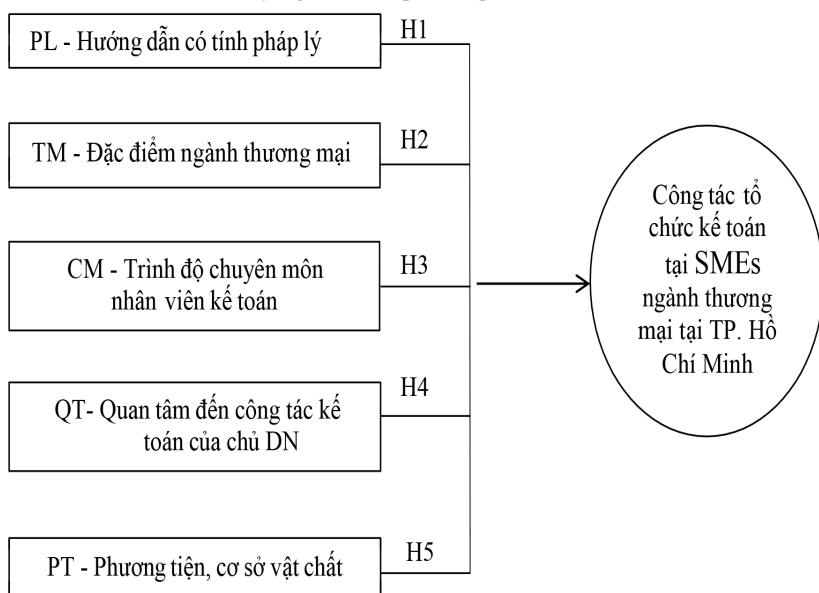 PL - Hướng dẫn có tính pháp lý
H1
TM - Đặc điểm ngành thương mại
H2
CM - Trình độ chuyên môn
nhân viên kế toán
H3
QT- Quan tâm đến công tác kế
toán của chủ DN
H4
PT - Phương tiện, cơ sở vật chất
H5
Công tác tổ
chức kế toán
tại SMEs
ngành thương
mại tại TP. Hồ
Chí Minh